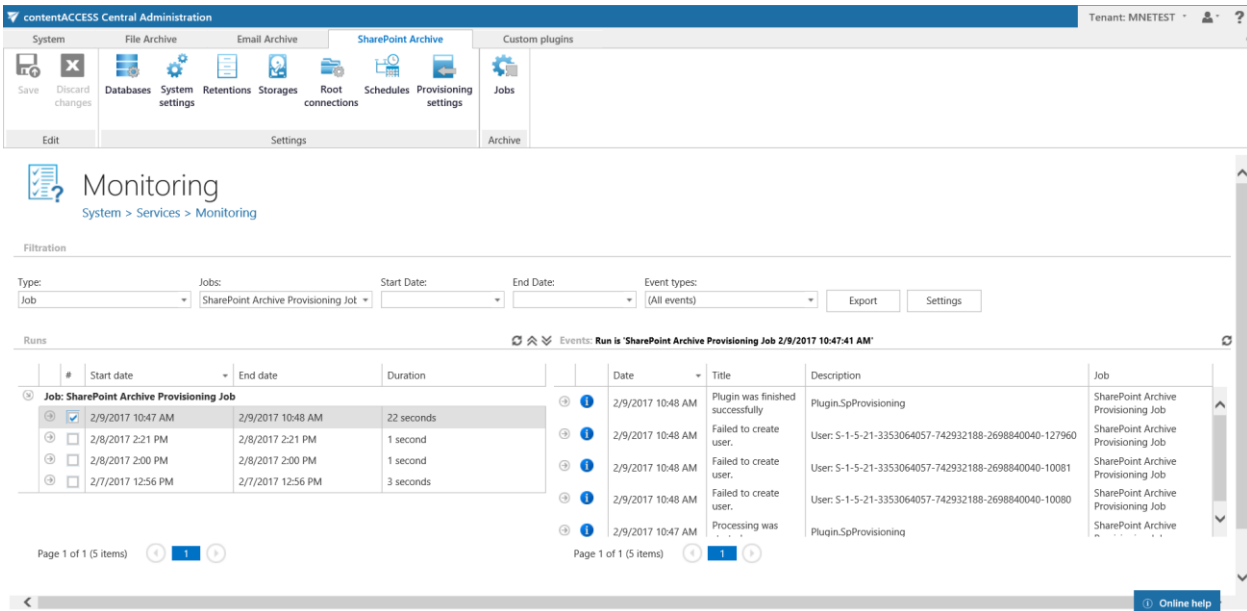 contentACCESS Central Administration
Tenant: MNETEST
?
System
File Archive
Email Archive
SharePoint Archive
Custom plugins
Save
Discard changes
Databases
System settings
Retentions
Storages
Root connections
Schedules
Provisioning settings
Jobs
Edit
Settings
Archive
Monitoring
System > Services > Monitoring
Filtration
Type:
Jobs:
Start Date:
End Date:
Event types:
Job
SharePoint Archive Provisioning Jot
(All events)
Export
Settings
Runs
Events: Run is 'SharePoint Archive Provisioning Job 2/9/2017 10:47:41 AM'
# Start date End date Duration
Job: SharePoint Archive Provisioning Job
2/9/2017 10:47 AM 2/9/2017 10:48 AM 22 seconds
2/8/2017 2:21 PM 2/8/2017 2:21 PM 1 second
2/8/2017 2:00 PM 2/8/2017 2:00 PM 1 second
2/7/2017 12:56 PM 2/7/2017 12:56 PM 3 seconds
Page 1 of 1 (5 items) 1
Date Title Description Job
2/9/2017 10:48 AM Plugin was finished successfully Plugin.SpProvisioning SharePoint Archive Provisioning Job
2/9/2017 10:48 AM Failed to create user. User: S-1-5-21-3353064057-742932188-2698840040-127960 SharePoint Archive Provisioning Job
2/9/2017 10:48 AM Failed to create user. User: S-1-5-21-3353064057-742932188-2698840040-10081 SharePoint Archive Provisioning Job
2/9/2017 10:48 AM Failed to create user. User: S-1-5-21-3353064057-742932188-2698840040-10080 SharePoint Archive Provisioning Job
2/9/2017 10:47 AM Processing was Plugin.SpProvisioning SharePoint Archive
Page 1 of 1 (5 items) 1
Online help